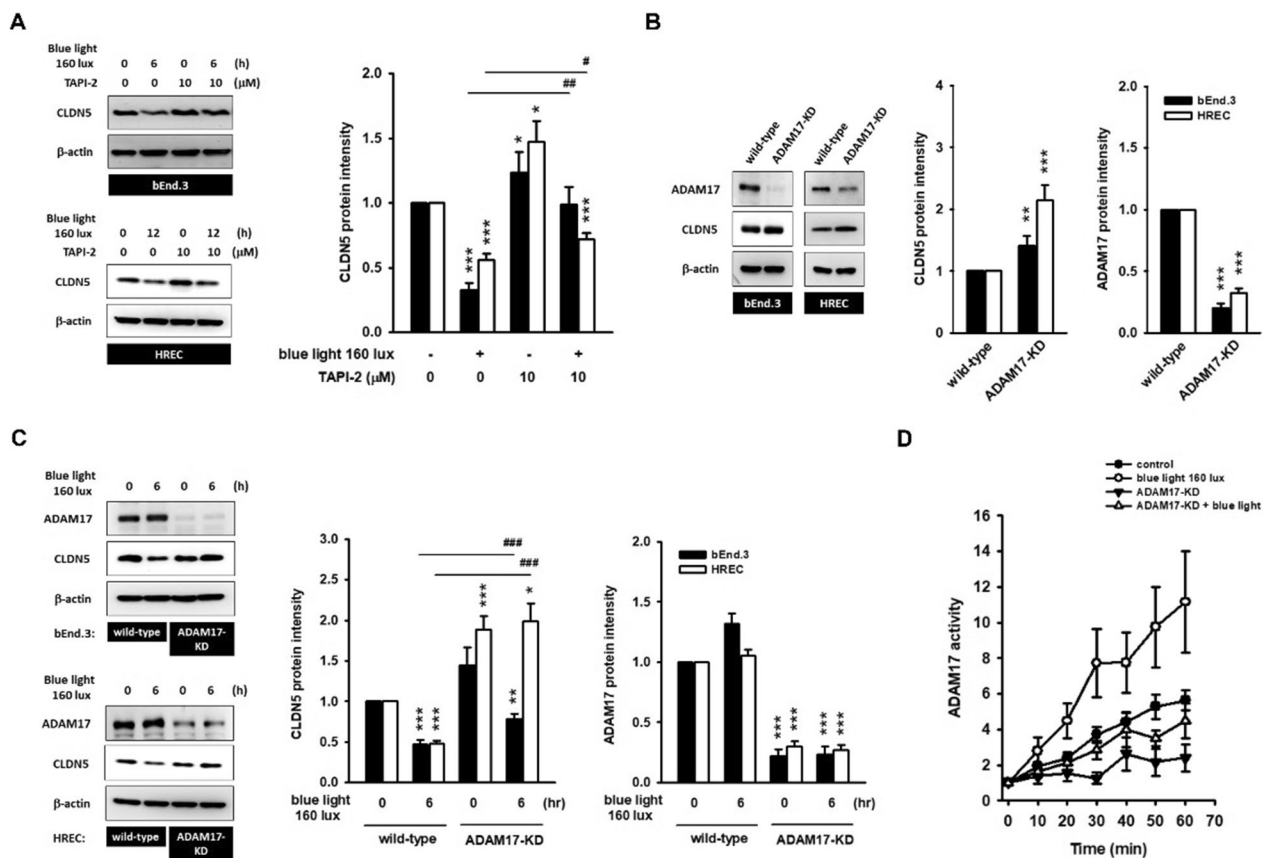 A
Blue light
160 lux
0 6 0 6 (h)
TAPI-2 0 0 10 10 (μM)
CLDN5
β-actin
bEnd.3
Blue light
160 lux
0 12 0 12 (h)
TAPI-2 0 0 10 10 (μM)
CLDN5
β-actin
HREC
CLDN5 protein intensity
2.0
1.5
1.0
0.5
0.0
#
##
*
*
***
***
***
blue light 160 lux - + - +
TAPI-2 (μM) 0 0 10 10
B
wild-type
ADAM17-KD
wild-type
ADAM17-KD
ADAM17
CLDN5
β-actin
bEnd.3 HREC
CLDN5 protein intensity
4
3
2
1
0
**
***
wild-type
ADAM17-KD
ADAM17 protein intensity
2.0
1.5
1.0
0.5
0.0
bEnd.3
HREC
***
***
wild-type
ADAM17-KD
C
Blue light
160 lux
0 6 0 6 (h)
ADAM17
CLDN5
β-actin
bEnd.3: wild-type ADAM17-
KD
Blue light
160 lux
0 6 0 6 (h)
ADAM17
CLDN5
β-actin
HREC: wild-type ADAM17-
KD
CLDN5 protein intensity
3.0
2.5
2.0
1.5
1.0
0.5
0.0
###
###
***
***
***
**
*
blue light
160 lux
0 6 0 6 (hr)
wild-type ADAM17-KD
ADAM17 protein intensity
2.0
1.5
1.0
0.5
0.0
bEnd.3
HREC
***
***
***
***
blue light
160 lux
0 6 0 6 (hr)
wild-type ADAM17-KD
D
control
blue light 160 lux
ADAM17-KD
ADAM17-KD + blue light
ADAM17 activity
16
14
12
10
8
6
4
2
0
0 10 20 30 40 50 60 70
Time (min)